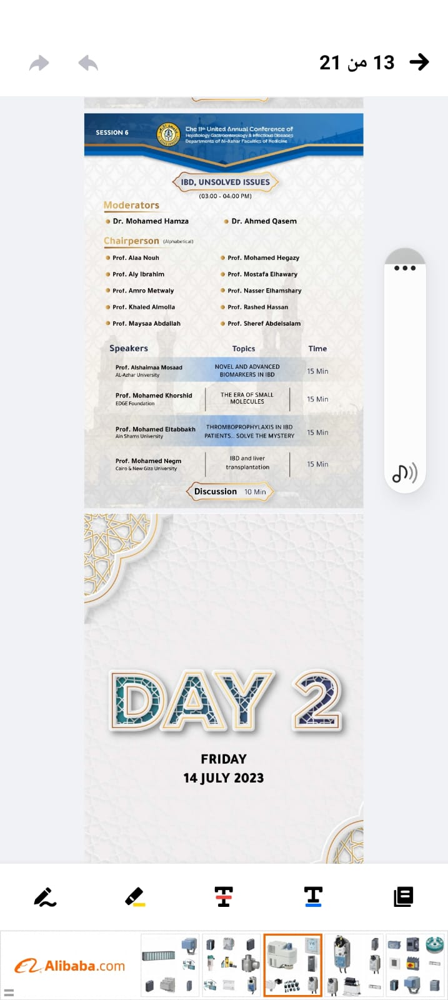 13 من 21
SESSION 6
The 11th United Annual Conference of
Hepatology Gastroenterology & Infectious Diseases
Departments of Al-Azhar Faculties of Medicine
IBD, UNSOLVED ISSUES
(03:00 - 04.00 PM)
Moderators
Dr. Mohamed Hamza
Dr. Ahmed Qasem
Chairperson (Alphabetical)
Prof. Alaa Nouh
Prof. Mohamed Hegazy
Prof. Aly Ibrahim
Prof. Mostafa Elhawary
Prof. Amro Metwaly
Prof. Nasser Elhamshary
Prof. Khaled Almolla
Prof. Rashed Hassan
Prof. Maysaa Abdallah
Prof. Sheref Abdelsalam
Speakers Topics Time
Prof. Alshaimaa Mosaad
AL-Azhar University
NOVEL AND ADVANCED
BIOMARKERS IN IBD
15 Min
Prof. Mohamed Khorshid
EDGE Foundation
THE ERA OF SMALL
MOLECULES
15 Min
Prof. Mohamed Eltabbakh
Ain Shams University
THROMBOPROPHYLAXIS IN IBD
PATIENTS.. SOLVE THE MYSTERY
15 Min
Prof. Mohamed Negm
Cairo & New Giza University
IBD and liver
transplantation
15 Min
Discussion 10 Min
DAY 2
FRIDAY
14 JULY 2023
Alibaba.com